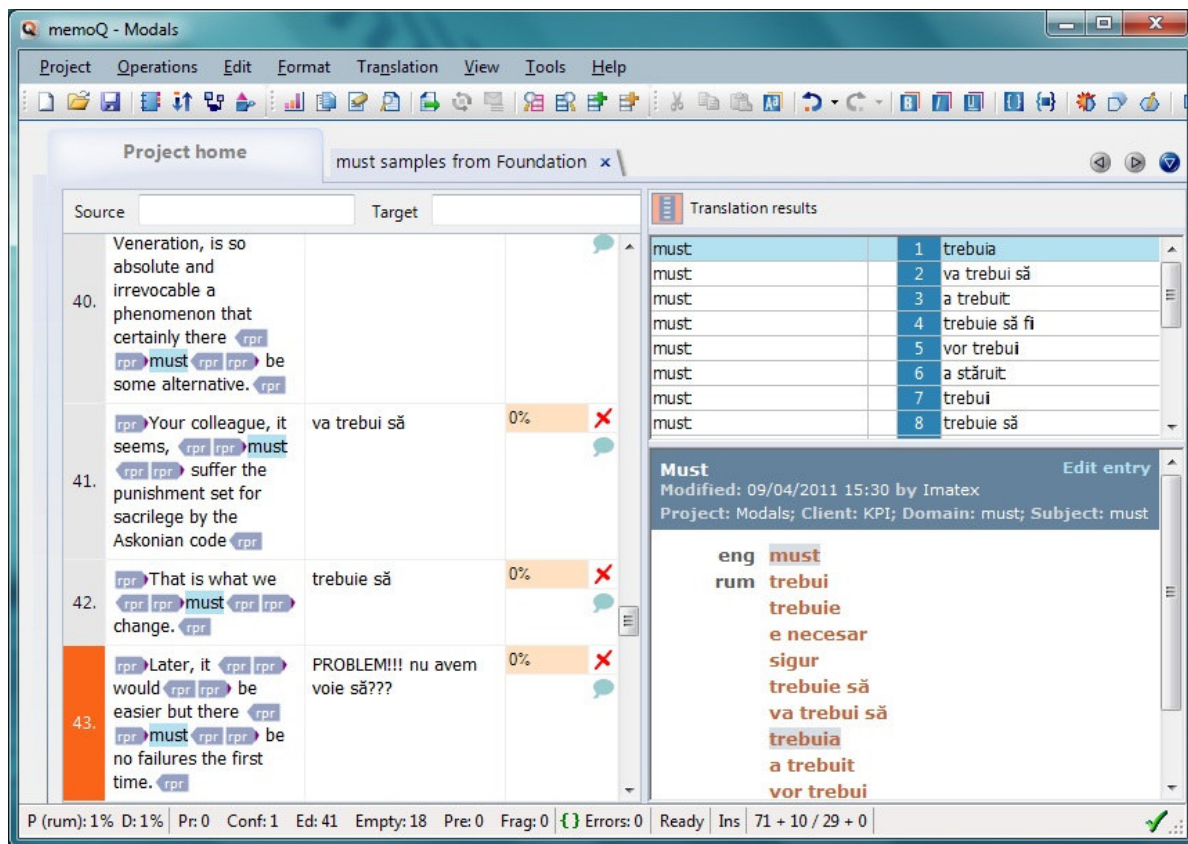 memoQ - Modals
Project Operations Edit Format Translation View Tools Help
Project home
must samples from Foundation ×
Source Target
40.
Veneration, is so
absolute and
irrevocable a
phenomenon that
certainly there rpr
rpr must rpr rpr be
some alternative. rpr
41.
rpr Your colleague, it
seems, rpr rpr must
rpr rpr suffer the
punishment set for
sacrilege by the
Askonian code rpr
va trebui să
0%
42.
rpr That is what we
rpr rpr must rpr rpr
change. rpr
trebuie să
0%
43.
rpr Later, it rpr rpr
would rpr rpr be
easier but there rpr
rpr must rpr rpr be
no failures the first
time. rpr
PROBLEM!!! nu avem
voie să???
0%
Translation results
must 1 trebuia
must 2 va trebui să
must 3 a trebuit
must 4 trebuie să fi
must 5 vor trebui
must 6 a stăruit
must 7 trebui
must 8 trebuie să
Must Edit entry
Modified: 09/04/2011 15:30 by Imatex
Project: Modals; Client: KPI; Domain: must; Subject: must
eng must
rum trebui
trebuie
e necesar
sigur
trebuie să
va trebui să
trebuia
a trebuit
vor trebui
P (rum): 1% D: 1% Pr: 0 Conf: 1 Ed: 41 Empty: 18 Pre: 0 Frag: 0 {} Errors: 0 Ready Ins 71 + 10 / 29 + 0